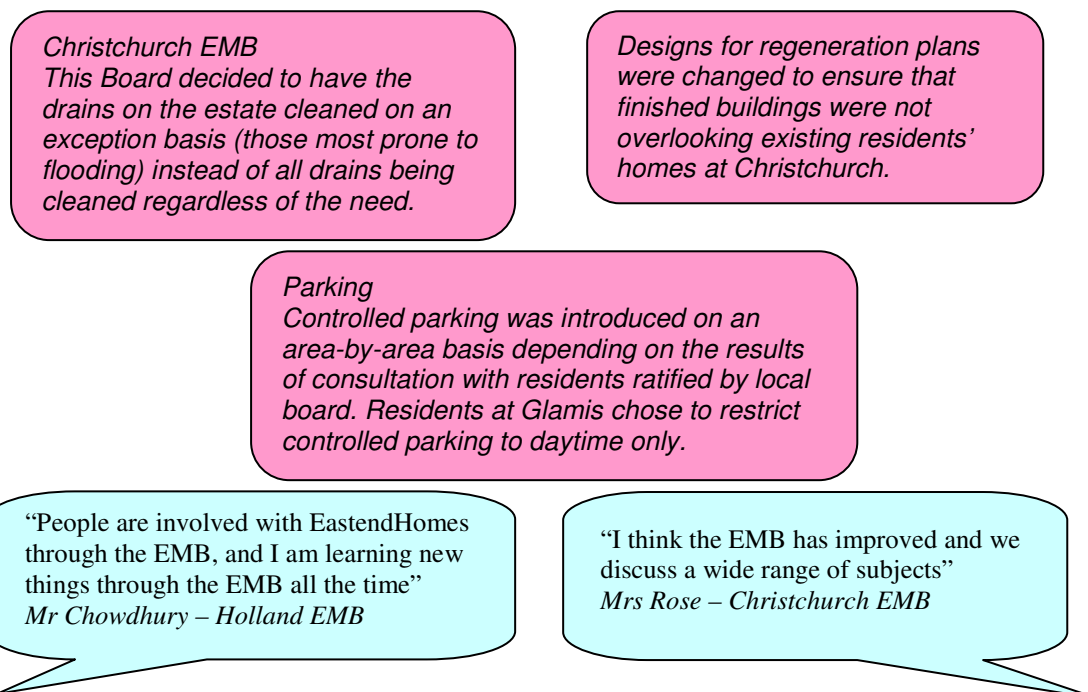 Christchurch EMB
This Board decided to have the
drains on the estate cleaned on an
exception basis (those most prone to
flooding) instead of all drains being
cleaned regardless of the need.
Designs for regeneration plans
were changed to ensure that
finished buildings were not
overlooking existing residents’
homes at Christchurch.
Parking
Controlled parking was introduced on an
area-by-area basis depending on the results
of consultation with residents ratified by local
board. Residents at Glamis chose to restrict
controlled parking to daytime only.
“People are involved with EastendHomes
through the EMB, and I am learning new
things through the EMB all the time”
Mr Chowdhury – Holland EMB
“I think the EMB has improved and we
discuss a wide range of subjects”
Mrs Rose – Christchurch EMB